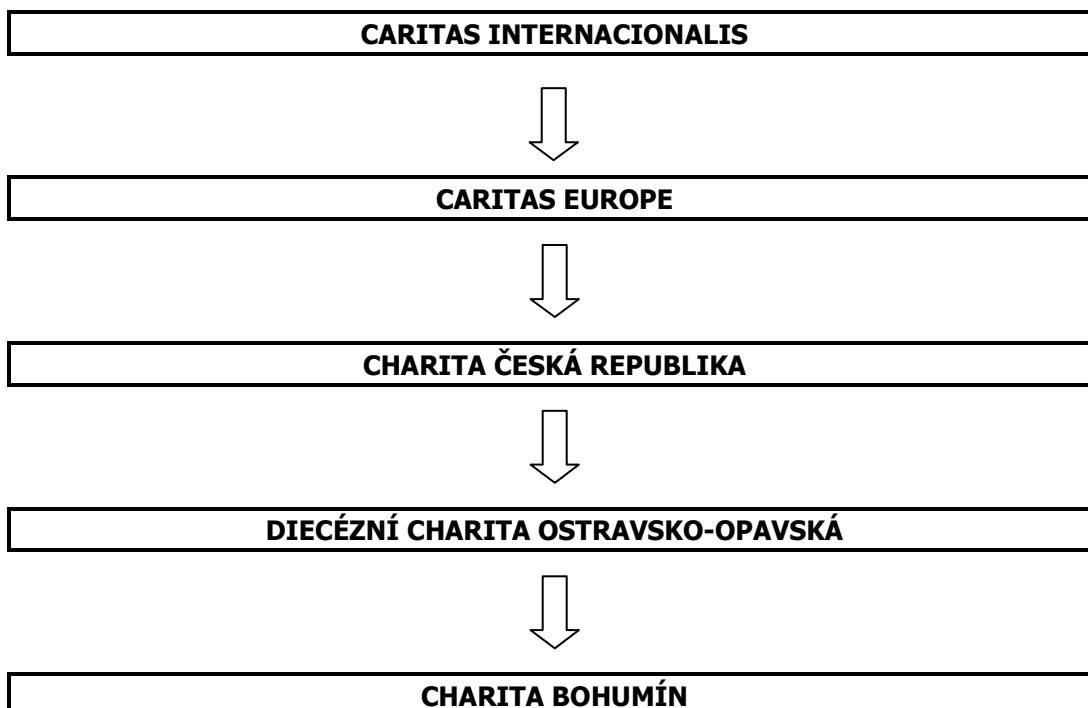 CARITAS INTERNACIONALIS
CARITAS EUROPE
CHARITA ČESKÁ REPUBLIKA
DIECÉZNÍ CHARITA OSTRAVSKO-OPAVSKÁ
CHARITA BOHUMÍN